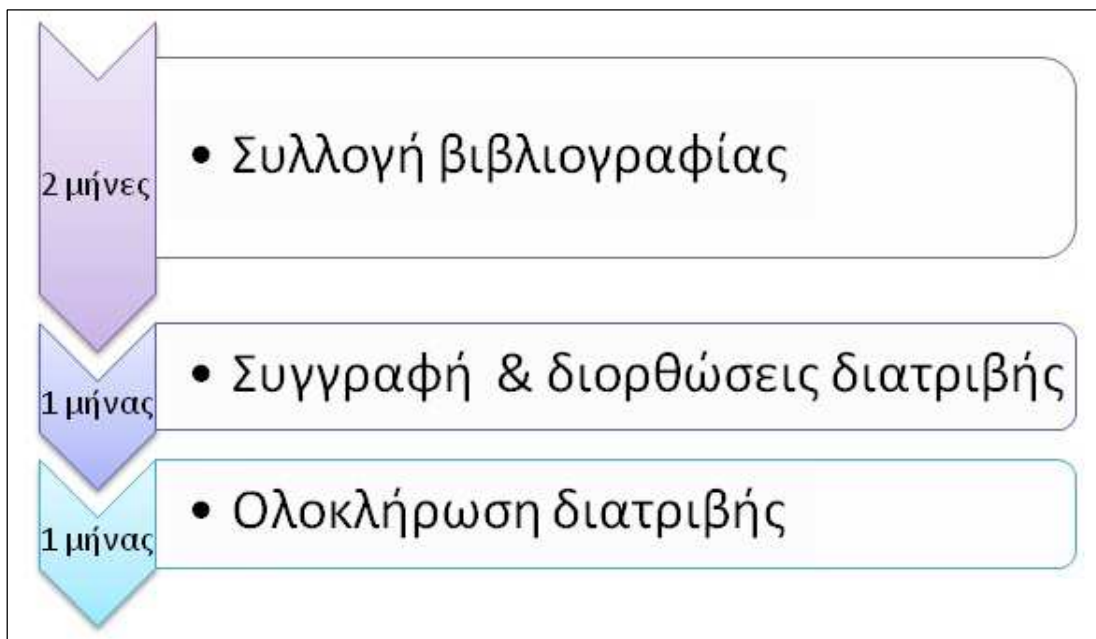 2 μήνες
• Συλλογή βιβλιογραφίας
1 μήνας
• Συγγραφή & διορθώσεις διατριβής
1 μήνας
• Ολοκλήρωση διατριβής